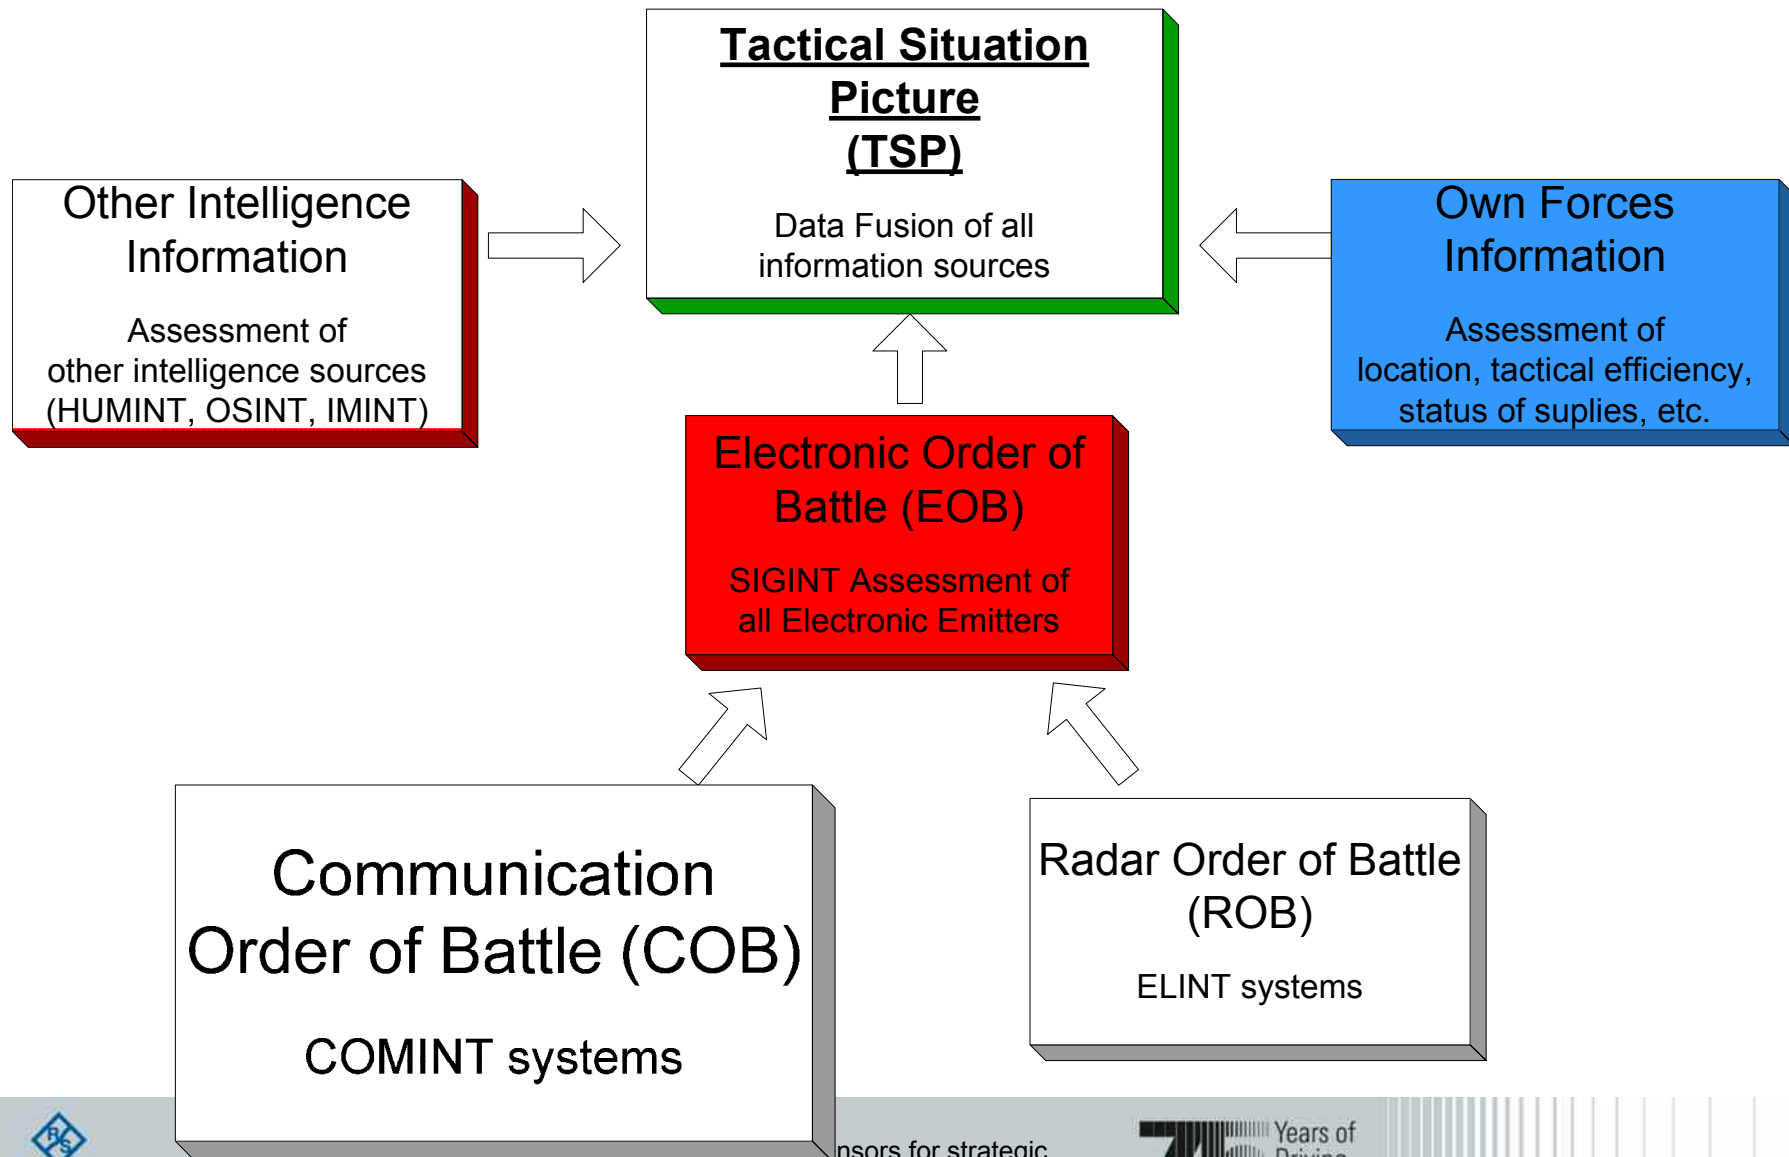 Tactical Situation
Picture
(TSP)
Data Fusion of all
information sources
Other Intelligence
Information
Assessment of
other intelligence sources
(HUMINT, OSINT, IMINT)
Own Forces
Information
Assessment of
location, tactical efficiency,
status of suplies, etc.
Electronic Order of
Battle (EOB)
SIGINT Assessment of
all Electronic Emitters
Communication
Order of Battle (COB)
COMINT systems
Radar Order of Battle
(ROB)
ELINT systems
R&S
nsors for strategic
75 Years of
Driving